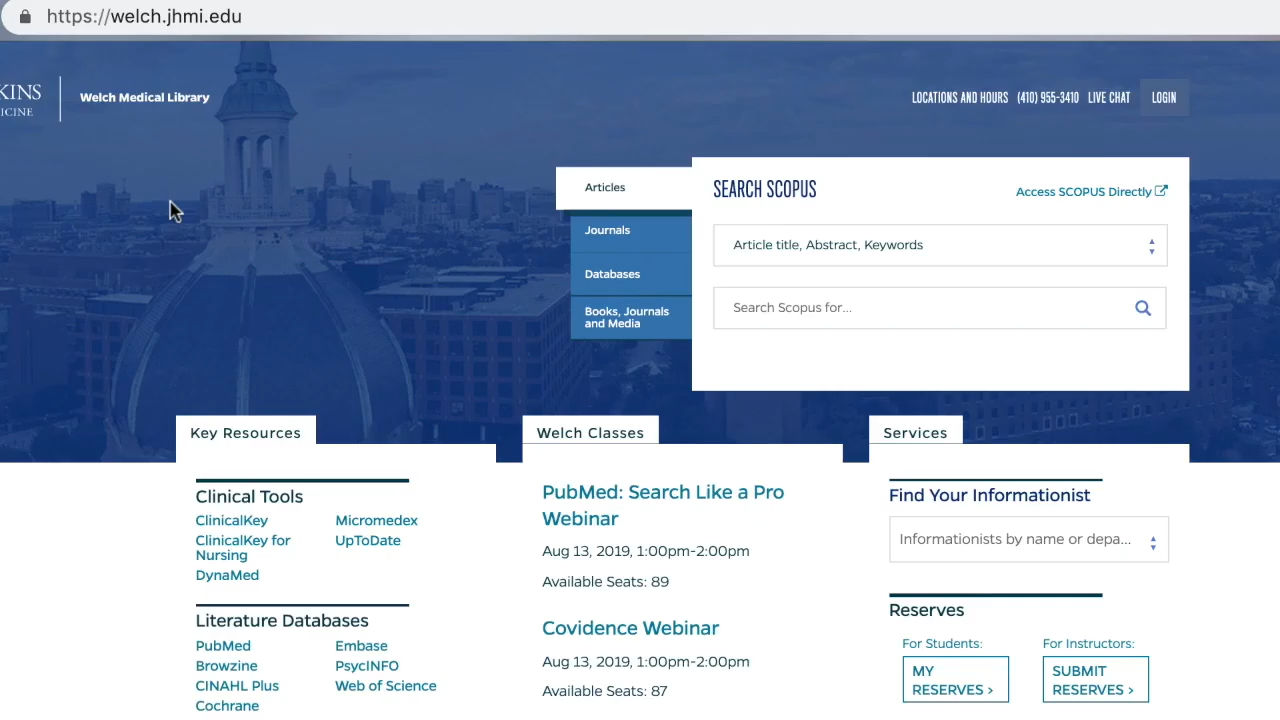 https://welch.jhmi.edu
KINS
ICINE
Welch Medical Library
LOCATIONS AND HOURS (410) 955-3410 LIVE CHAT LOGIN
Articles
Journals
Databases
Books, Journals
and Media
SEARCH SCOPUS
Access SCOPUS Directly
Article title, Abstract, Keywords
Search Scopus for...
Key Resources
Clinical Tools
ClinicalKey
ClinicalKey for
Nursing
DynaMed
Micromedex
UpToDate
Literature Databases
PubMed
Browzine
CINAHL Plus
Cochrane
Embase
PsycINFO
Web of Science
Welch Classes
PubMed: Search Like a Pro
Webinar
Aug 13, 2019, 1:00pm-2:00pm
Available Seats: 89
Covidence Webinar
Aug 13, 2019, 1:00pm-2:00pm
Available Seats: 87
Services
Find Your Informationist
Informationists by name or depa...
Reserves
For Students:
MY
RESERVES ›
For Instructors:
SUBMIT
RESERVES ›